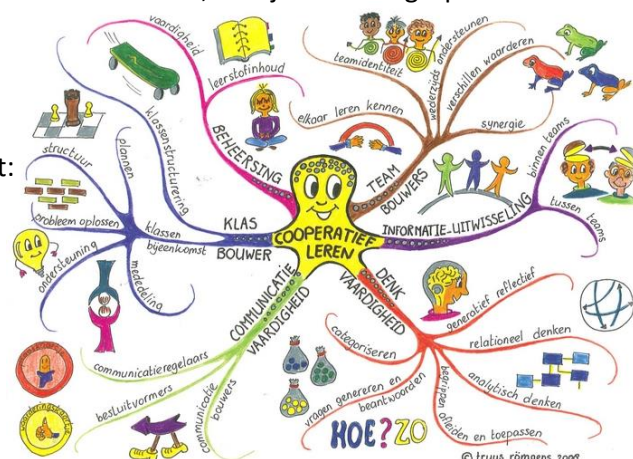 t:
COOPERATIEF
LEREN
BEHEERSING
vaardigheid
leerstofinhoud
TEAM
BOUWERS
teamidentiteit
wederzijds ondersteunen
verschillen waarderen
elkaar leren kennen
synergie
INFORMATIE-UITWISSELING
binnen teams
tussen teams
DENK
VAARDIGHEID
generatief reflectief
relationeel denken
analytisch denken
begrippen afleiden en toepassen
categoriseren
vragen genereren en
beantwoorden
HOE?ZO
COMMUNICATIE
VAARDIGHEID
communicatieregelaars
besluitvormers
communicatie
bouwers
KLAS
BOUWER
klassenstructurering
klassen
bijeenkomst
plannen
structuur
probleem oplossen
ondersteuning
mededeling
© truus römgens 2008